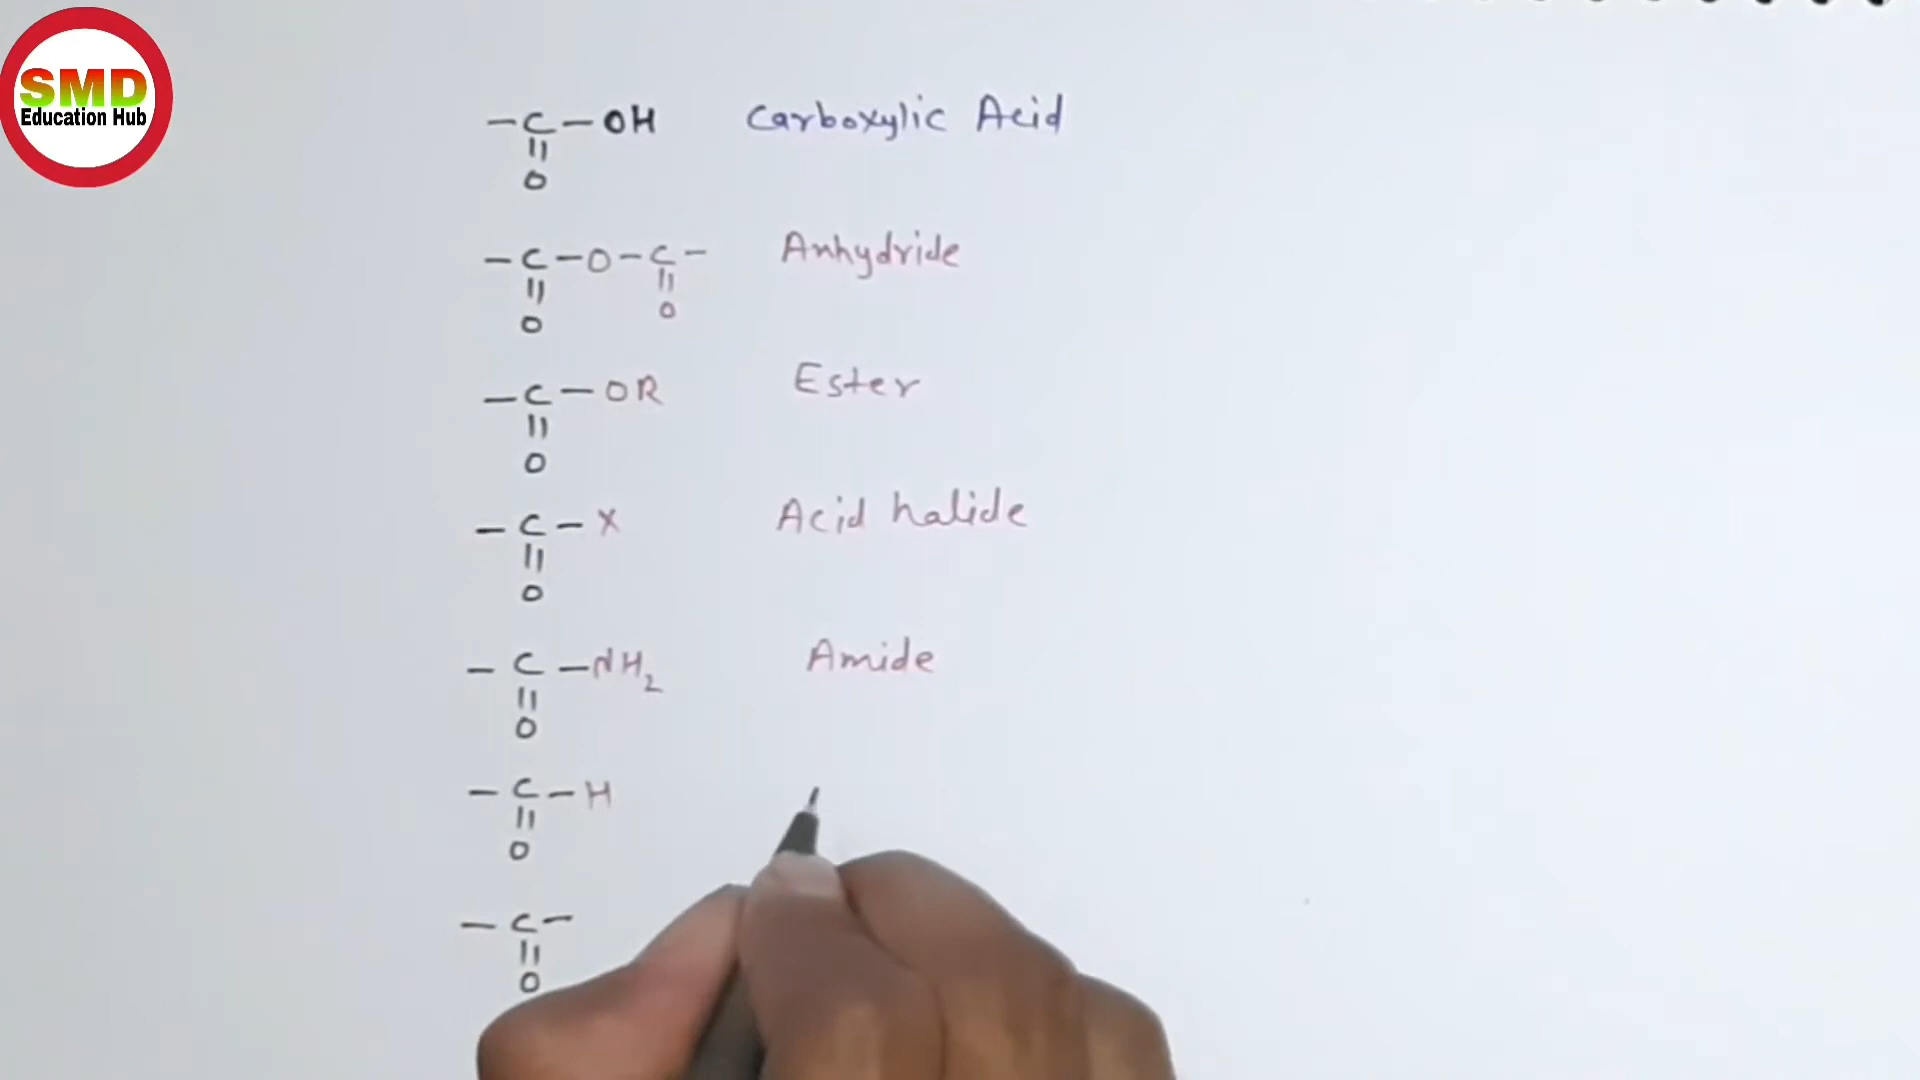 SMD
Education Hub
-C-OH Carboxylic Acid
||
O
-C-O-C- Anhydride
|| ||
O O
-C-OR Ester
||
O
-C-X Acid halide
||
O
-C-NH₂ Amide
||
O
-C-H
||
O
-C-
||
O